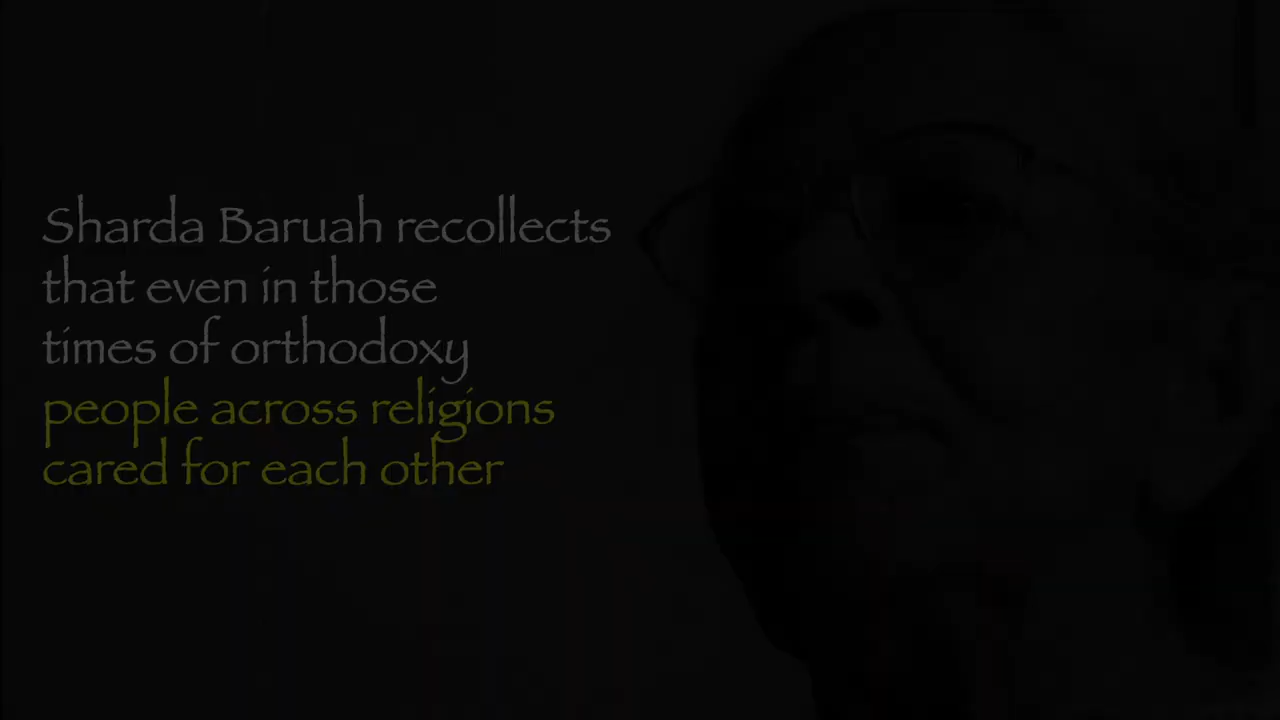 Sharda Baruah recollects
that even in those
times of orthodoxy
people across religions
cared for each other